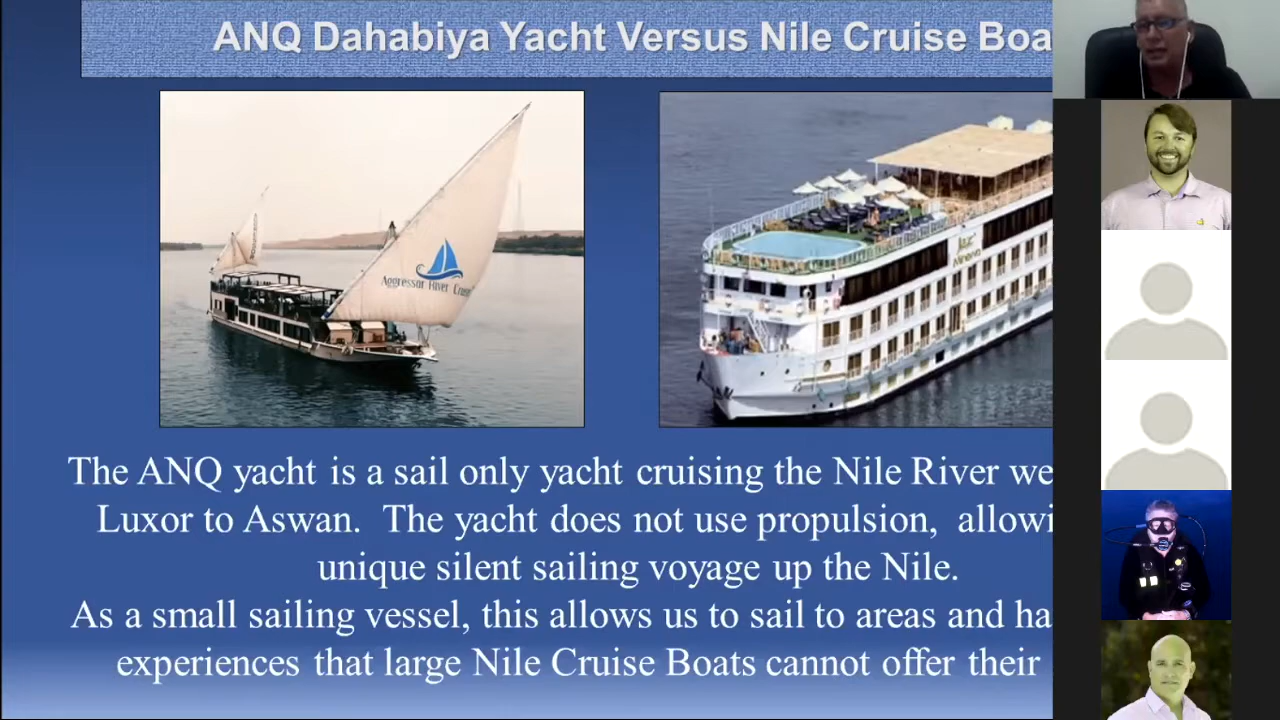 ANQ Dahabiya Yacht Versus Nile Cruise Boa
Aggressor River Cruis
The ANQ yacht is a sail only yacht cruising the Nile River we
Luxor to Aswan. The yacht does not use propulsion, allowi
unique silent sailing voyage up the Nile.
As a small sailing vessel, this allows us to sail to areas and ha
experiences that large Nile Cruise Boats cannot offer their